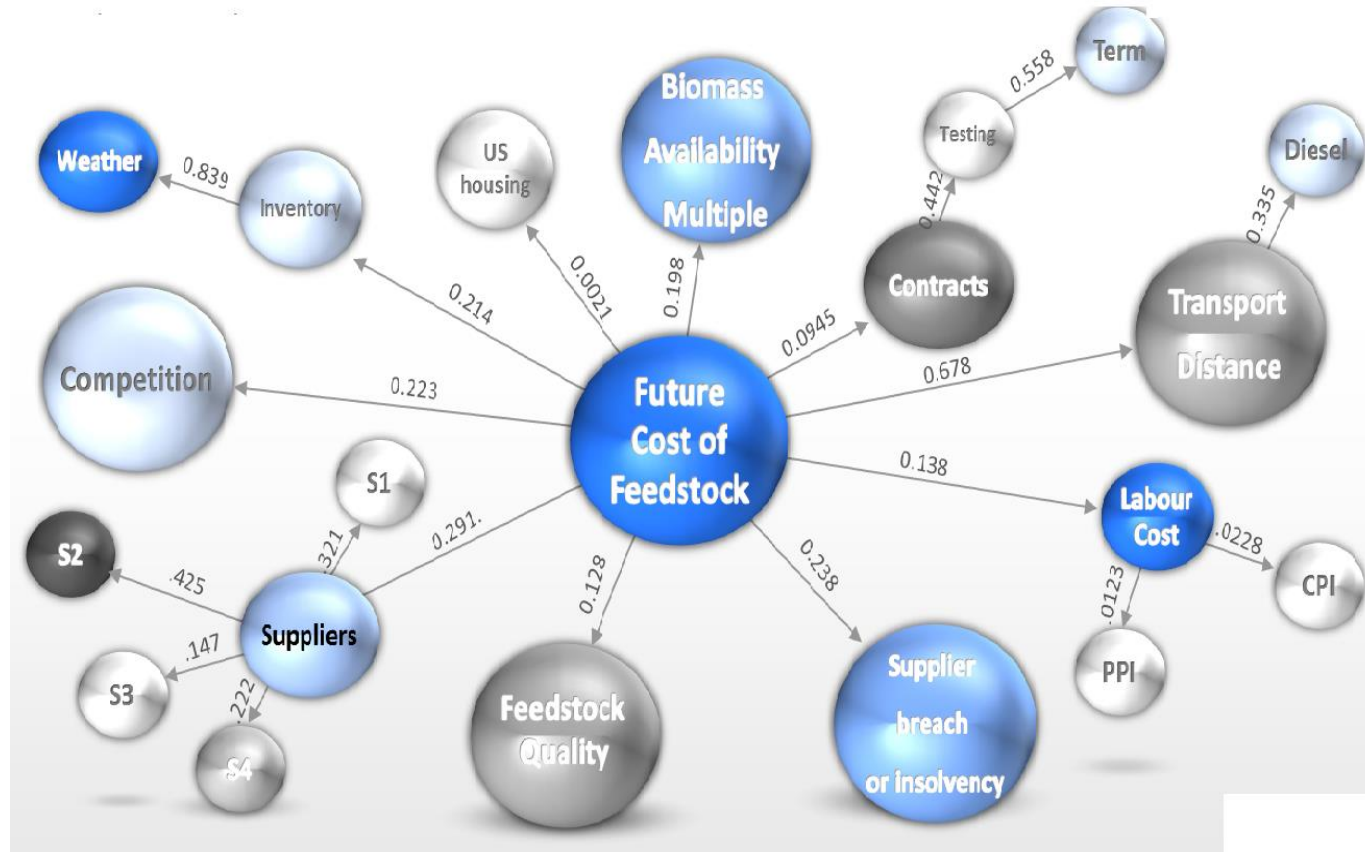 Term
0.558
Biomass
Availability
Multiple
Weather
0.839
Inventory
US
housing
Testing
Diesel
0.442
0.335
0.214
0.0021
0.198
0.0945
Contracts
Transport
Distance
0.678
Competition
0.223
Future
Cost of
Feedstock
0.138
Labour
Cost
.0228
CPI
.0123
PPI
S1
.321
0.291.
S2
.425
Suppliers
.147
S3
.222
S4
0.128
Feedstock
Quality
0.238
Supplier
breach
or insolvency